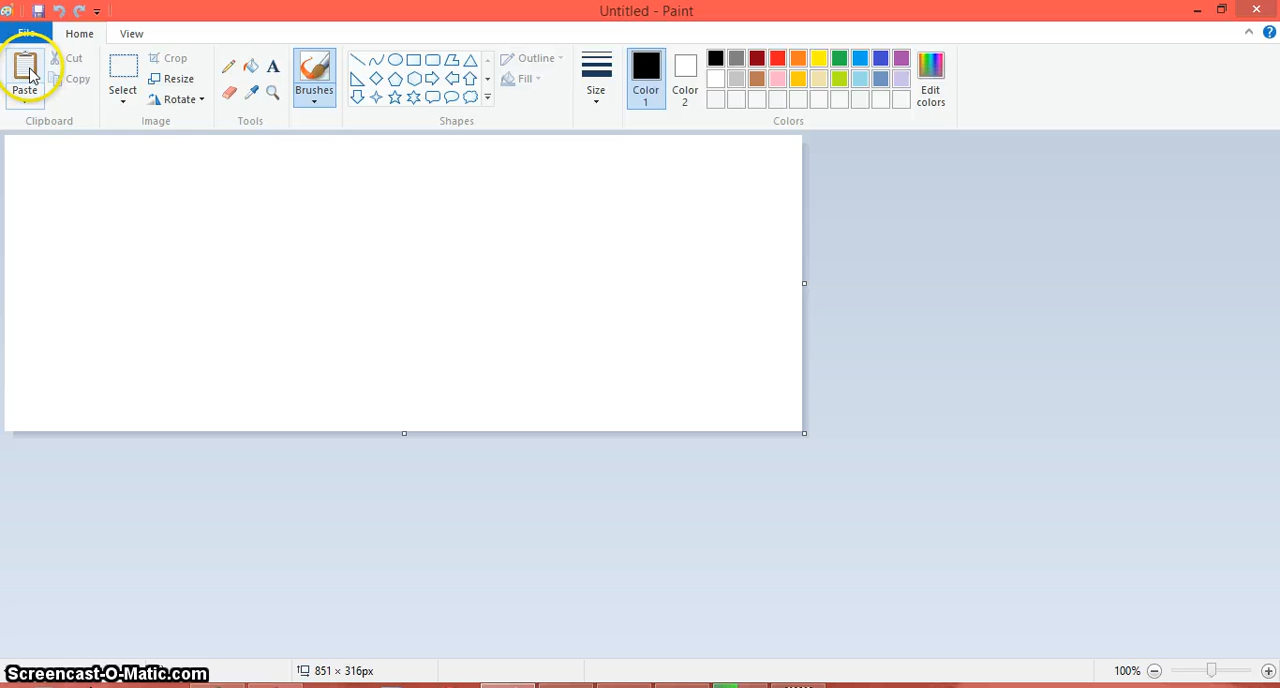 Untitled - Paint
File Home View
Paste
Cut
Copy
Clipboard
Select
Crop
Resize
Rotate
Image
Tools
Brushes
Outline
Fill
Shapes
Size
Color 1
Color 2
Edit colors
Colors
851 × 316px
100%
Screencast-O-Matic.com